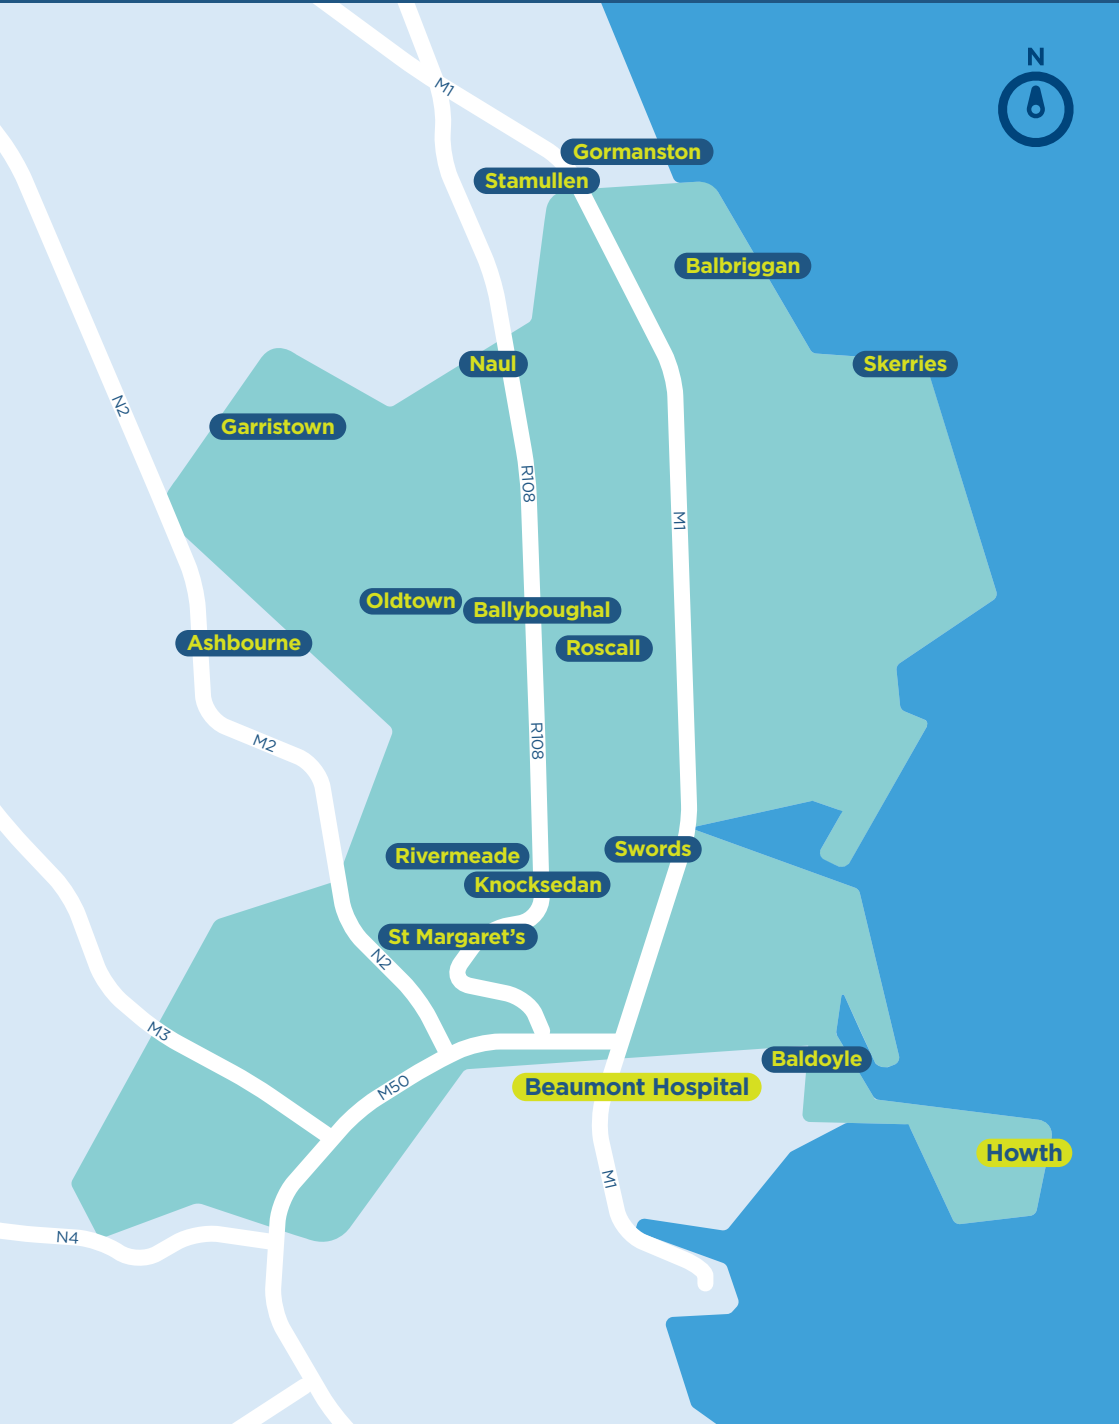 N
M1
Gormanston
Stamullen
Balbriggan
Naul
Skerries
N2
Garristown
R108
M1
Oldtown
Ballyboughal
Ashbourne
Roscall
M2
R108
Rivermeade
Swords
Knocksedan
St Margaret’s
N2
M3
Baldoyle
M50
Beaumont Hospital
Howth
M1
N4